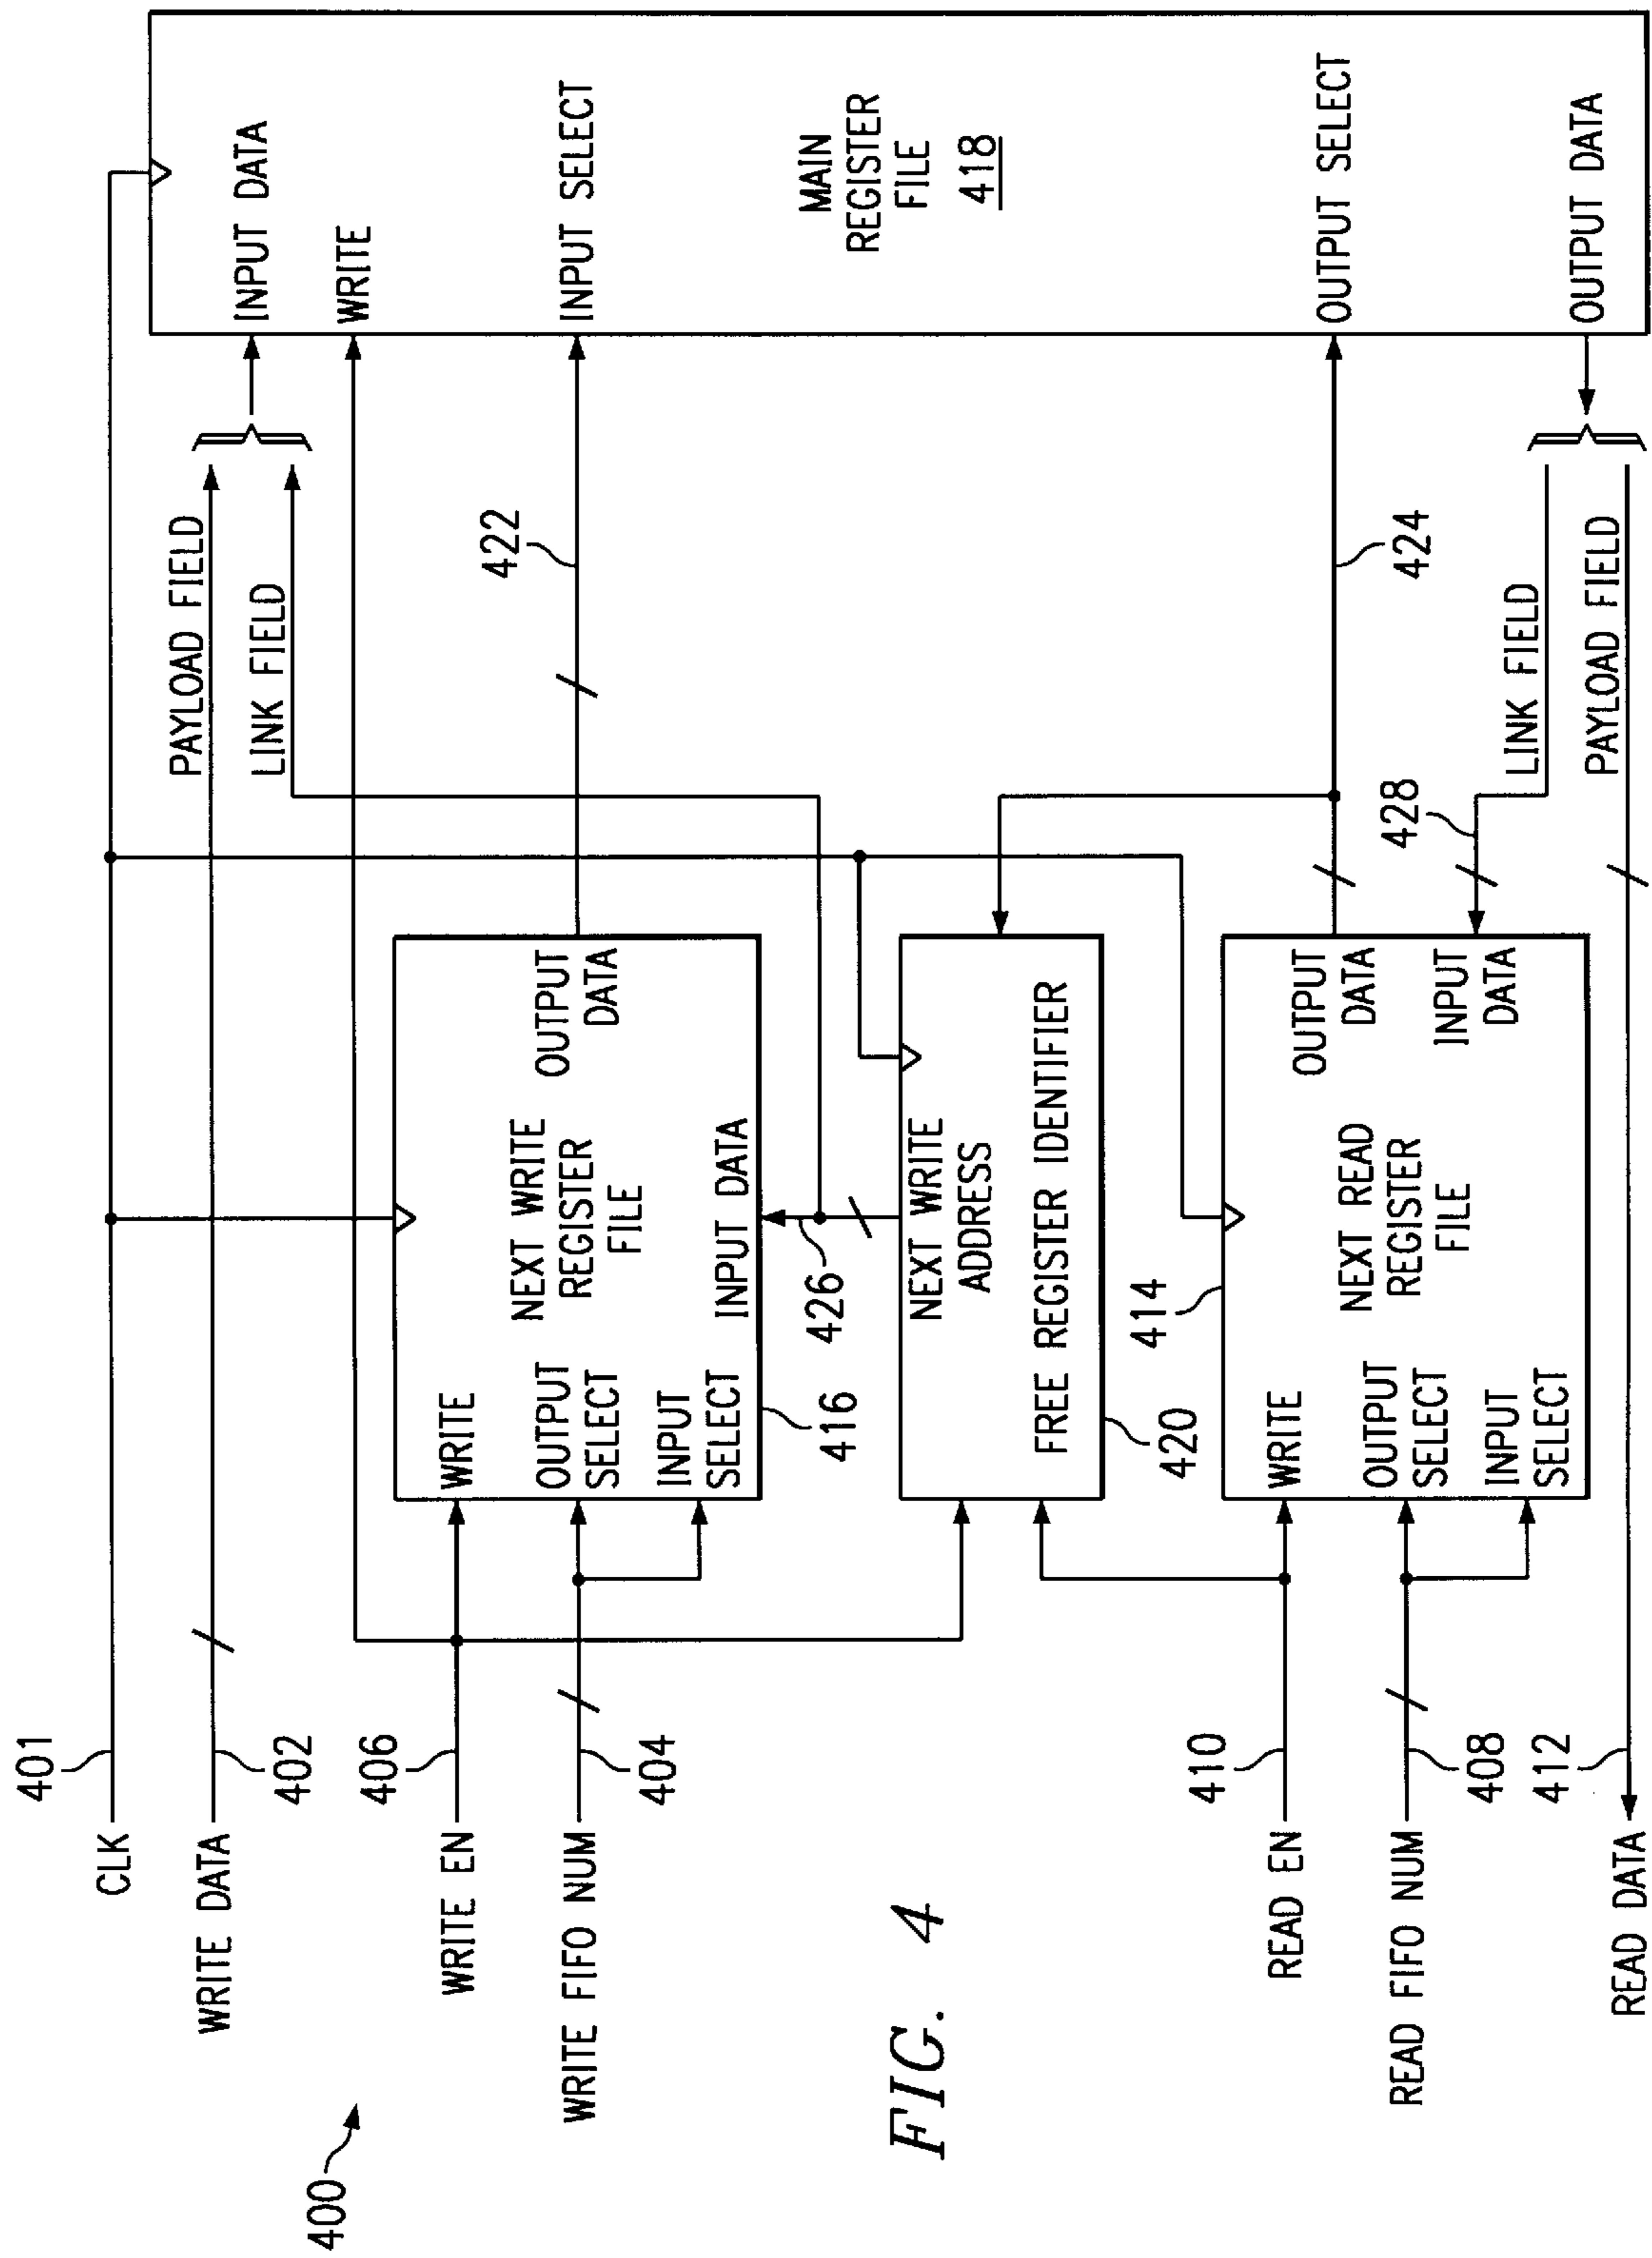 400
CLK
401
WRITE DATA
402
PAYLOAD FIELD
LINK FIELD
WRITE EN
406
WRITE FIFO NUM
404
WRITE
OUTPUT
SELECT
INPUT
SELECT
NEXT WRITE
REGISTER
FILE
INPUT DATA
OUTPUT
DATA
416
422
426
NEXT WRITE
ADDRESS
FREE REGISTER IDENTIFIER
420
414
READ EN
410
READ FIFO NUM
408
WRITE
OUTPUT
SELECT
INPUT
SELECT
NEXT READ
REGISTER
FILE
OUTPUT
DATA
INPUT
DATA
424
428
LINK FIELD
PAYLOAD FIELD
READ DATA
412
INPUT DATA
WRITE
INPUT SELECT
MAIN
REGISTER
FILE
418
OUTPUT SELECT
OUTPUT DATA
FIG. 4